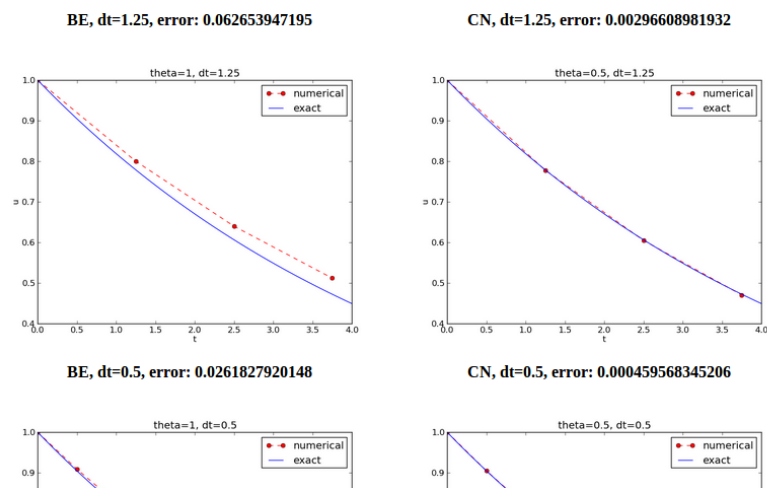 BE, dt=1.25, error: 0.062653947195
CN, dt=1.25, error: 0.00296608981932
theta=1, dt=1.25
numerical
exact
1.0
0.9
0.8
0.7
0.6
0.5
0.4
u
0.0 0.5 1.0 1.5 2.0 2.5 3.0 3.5 4.0
t
theta=0.5, dt=1.25
numerical
exact
1.0
0.9
0.8
0.7
0.6
0.5
0.4
u
0.0 0.5 1.0 1.5 2.0 2.5 3.0 3.5 4.0
t
BE, dt=0.5, error: 0.0261827920148
CN, dt=0.5, error: 0.000459568345206
theta=1, dt=0.5
numerical
exact
1.0
0.9
theta=0.5, dt=0.5
numerical
exact
1.0
0.9